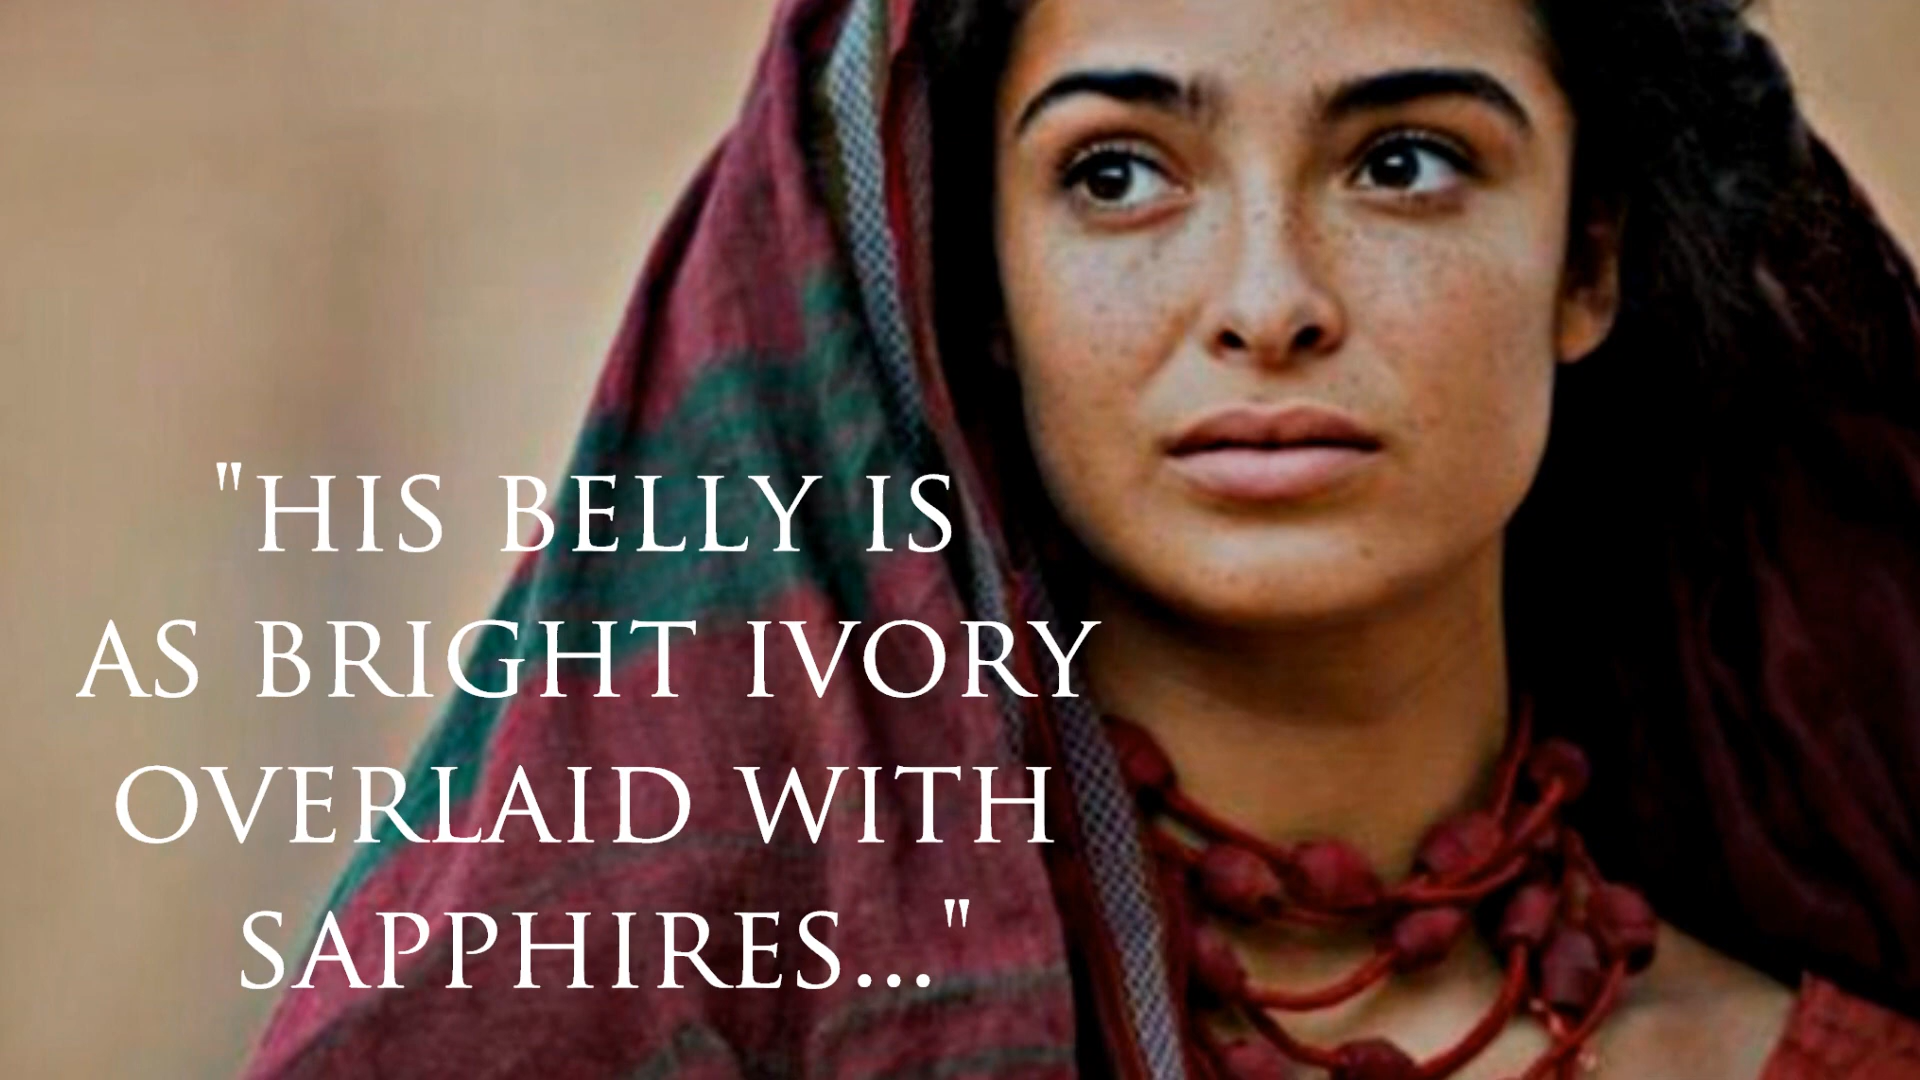 "HIS BELLY IS
AS BRIGHT IVORY
OVERLAID WITH
SAPPHIRES..."